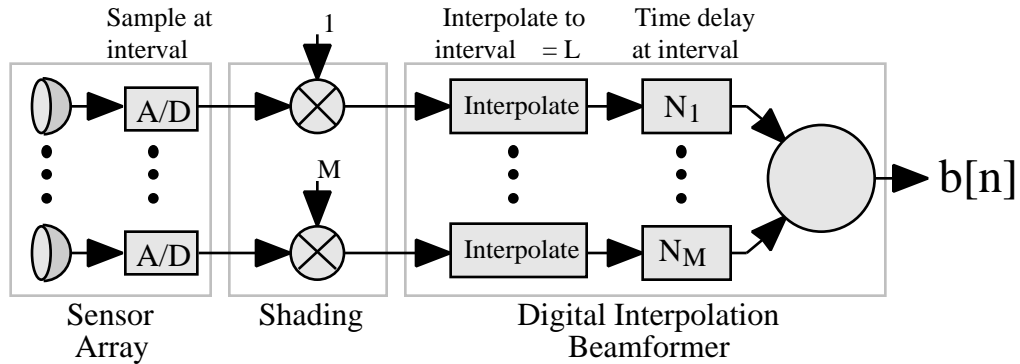 Sample at
interval
1
Interpolate to
interval = L
Time delay
at interval
A/D
Interpolate
N1
M
b[n]
A/D
Interpolate
NM
Sensor
Array
Shading
Digital Interpolation
Beamformer